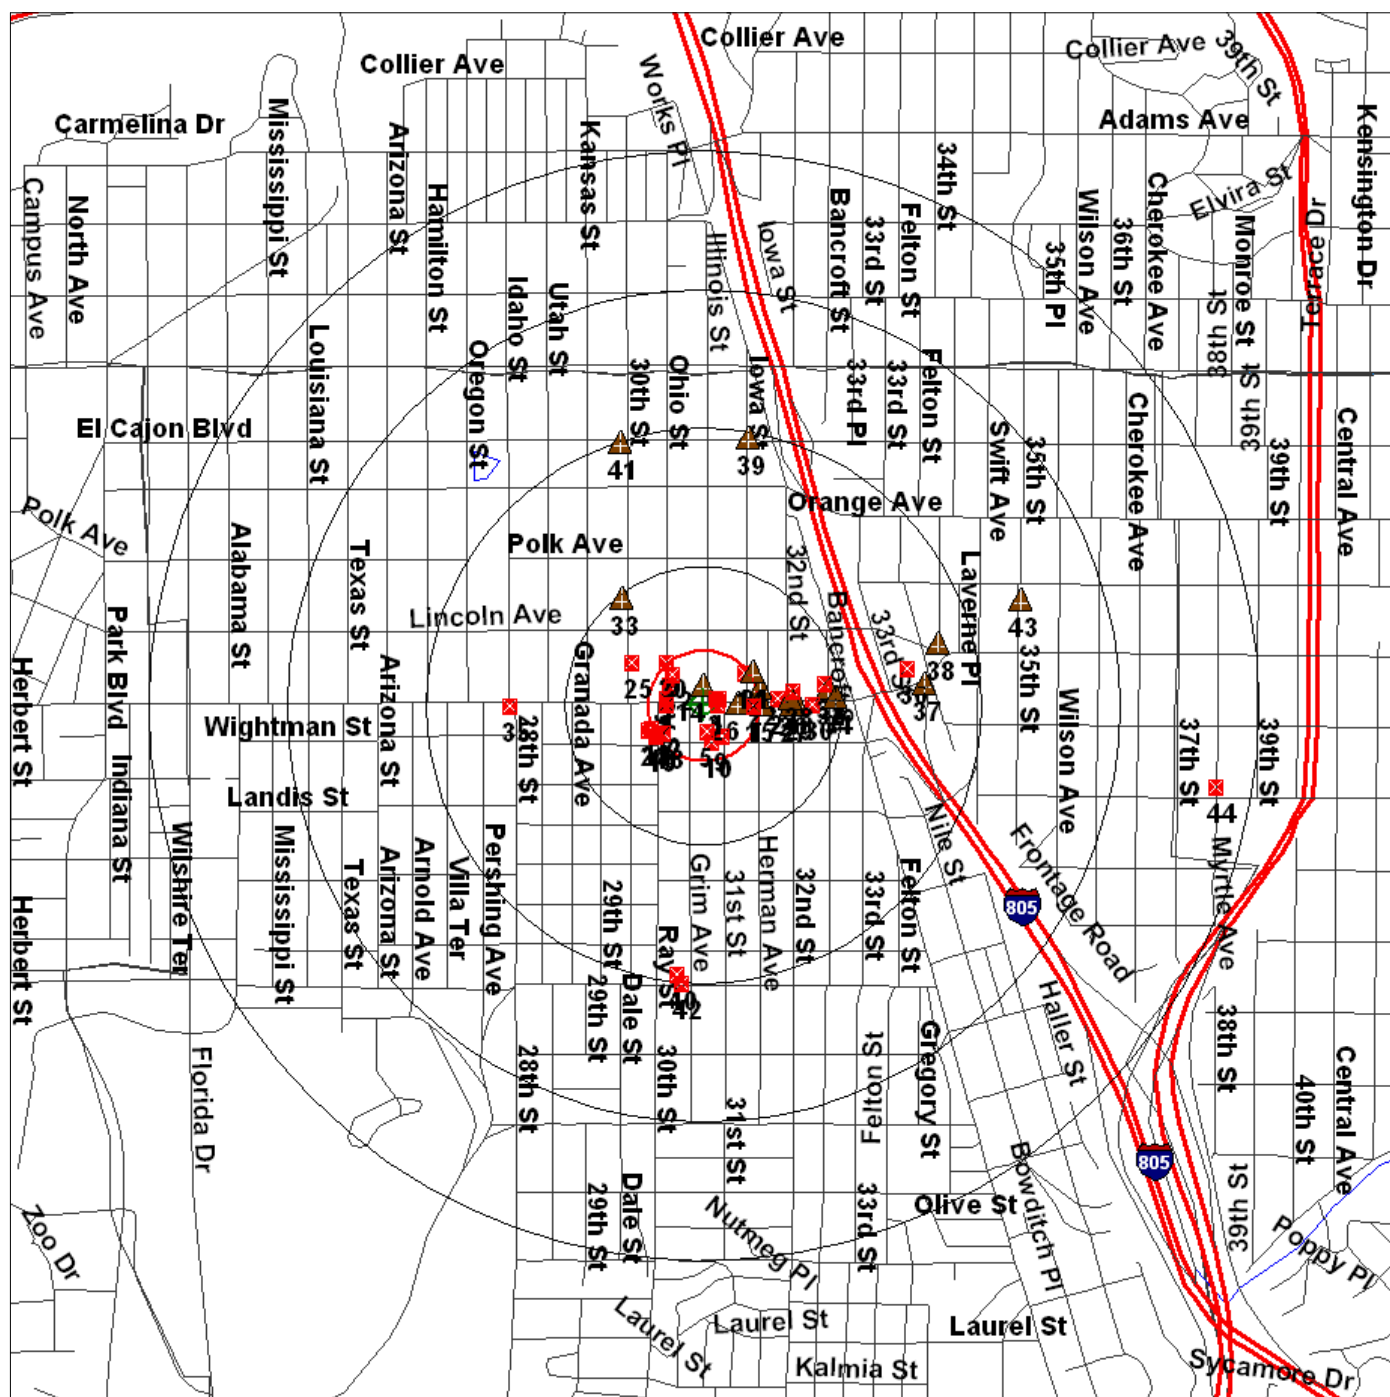 Collier Ave
Collier Ave
Collier Ave
39th St
Works Pl
Carmelina Dr
Mississippi St
Arizona St
Kansas St
Adams Ave
Kensington Dr
34th St
Elvira St
Campus Ave
North Ave
Hamilton St
Illinois St
Iowa St
Bancroft St
33rd St
Felton St
35th Pl
Wilson Ave
36th St
Cherokee Ave
Monroe St
Terrace Dr
38th St
Idaho St
Utah St
Louisiana St
Oregon St
30th St
Ohio St
Iowa St
33rd Pl
33rd St
Felton St
39th St
El Cajon Blvd
41
39
Swift Ave
35th St
Cherokee Ave
39th St
Central Ave
Orange Ave
Polk Ave
Alabama St
Texas St
Polk Ave
32nd St
Laverne Pl
Lincoln Ave
33
43
38
Park Blvd
Herbert St
Arizona St
Granada Ave
25
35th St
Wilson Ave
37th St
39th St
Wightman St
28th St
Indiana St
Landis St
44
Wilshire Ter
Mississippi St
Texas St
Arizona St
Arnold Ave
Villa Ter
Pershing Ave
29th St
Grim Ave
31st St
Herman Ave
32nd St
33rd St
Felton St
Nile St
Frontage Road
805
Myrtle Ave
Herbert St
Ray St
42
29th St
Dale St
28th St
30th St
Florida Dr
31st St
Felton St
Gregory St
Haller St
38th St
40th St
Central Ave
805
39th St
Zoo Dr
29th St
Dale St
Nutmeg Pl
33rd St
Olive St
Bowditch Pl
Poppy Pl
Laurel St
Laurel St
Laurel St
Kalmia St
Sycamore Dr